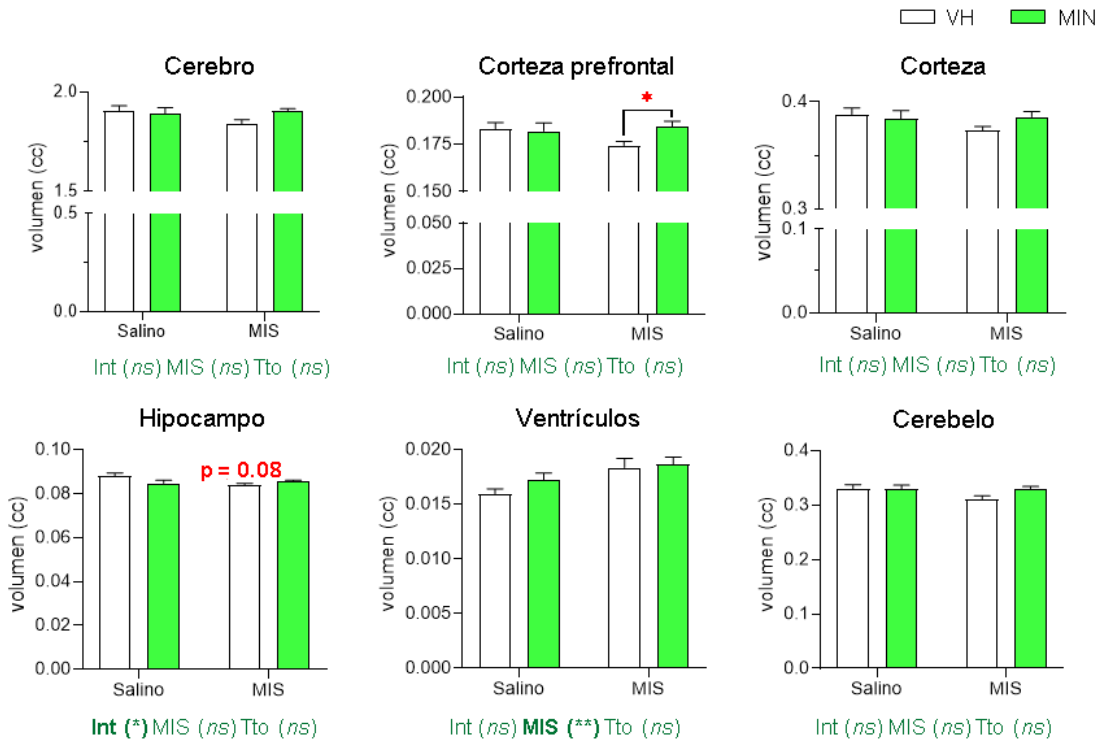 VH MIN
Cerebro
volumen (cc)
2.0
1.5
0.5
0.0
Salino MIS
Int (ns) MIS (ns) Tto (ns)
Corteza prefrontal
volumen (cc)
0.200
0.175
0.150
0.050
0.025
0.000
*
Salino MIS
Int (ns) MIS (ns) Tto (ns)
Corteza
volumen (cc)
0.4
0.3
0.1
0.0
Salino MIS
Int (ns) MIS (ns) Tto (ns)
Hipocampo
volumen (cc)
0.10
0.08
0.06
0.04
0.02
0.00
p = 0.08
Salino MIS
Int (*) MIS (ns) Tto (ns)
Ventrículos
volumen (cc)
0.020
0.015
0.010
0.005
0.000
Salino MIS
Int (ns) MIS (**) Tto (ns)
Cerebelo
volumen (cc)
0.4
0.3
0.2
0.1
0.0
Salino MIS
Int (ns) MIS (ns) Tto (ns)